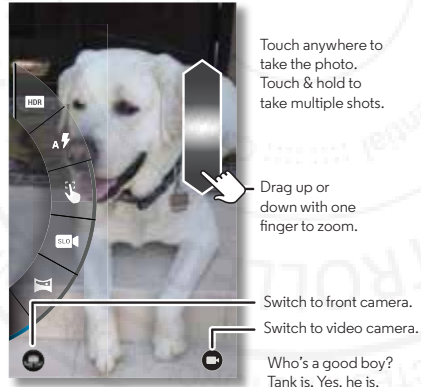 Touch anywhere to
take the photo.
Touch & hold to
take multiple shots.
HDR
A
SLO
Drag up or
down with one
finger to zoom.
Switch to front camera.
Switch to video camera.
Who's a good boy?
Tank is. Yes, he is.